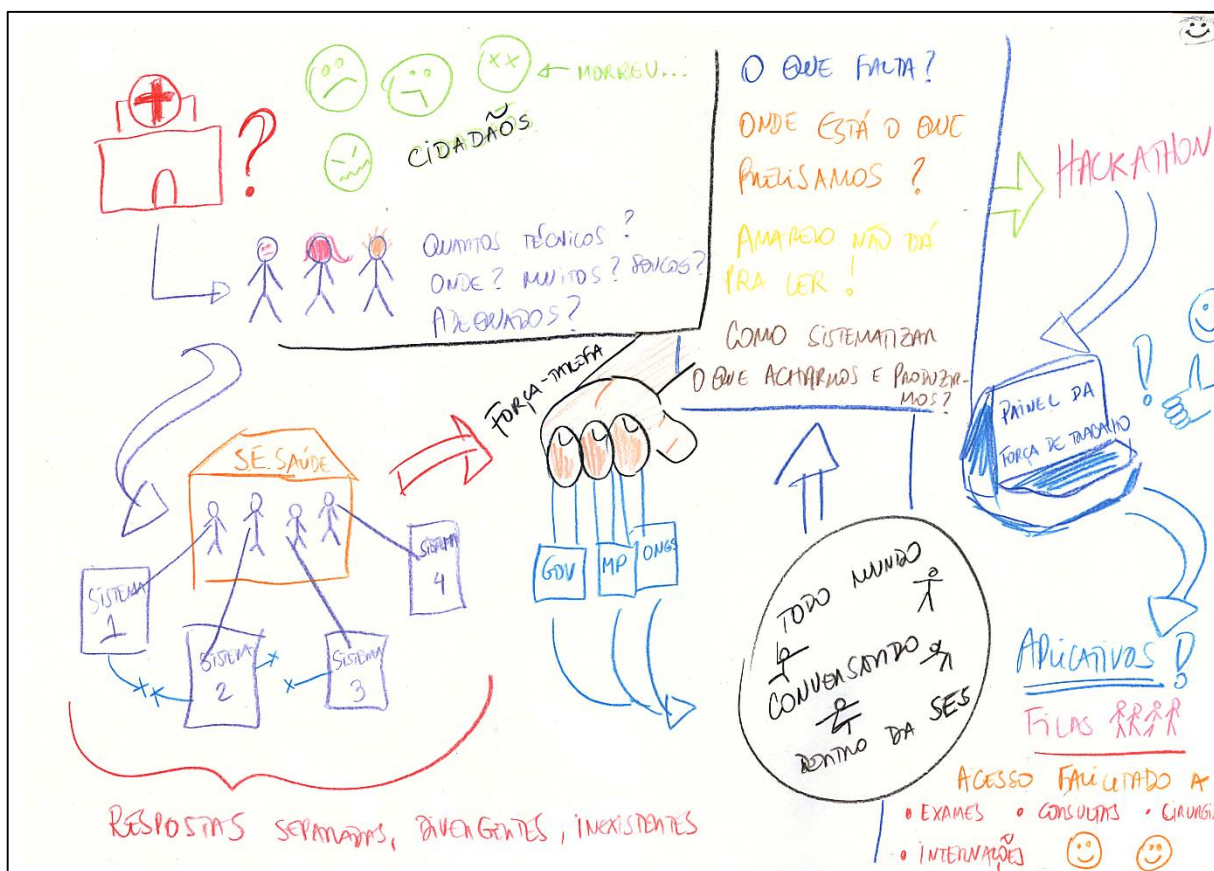 MORREU...
CIDADÃOS
?
QUANTOS TÉCNICOS?
ONDE? MUITOS? POUCOS?
ADEQUADOS?
S.E. SAÚDE
SISTEMA
1
SISTEMA
2
SISTEMA
3
SISTEMA
4
RESPOSTAS SEPARADAS, DIVERGENTES, INEXISTENTES
FORÇA-TAREFA
GOV
MP
ONGS
TODO MUNDO
CONVERSANDO
DENTRO DA SES
O QUE FALTA?
ONDE ESTÁ O QUE
PRECISAMOS?
AMARELO NÃO DÁ
PRA LER!
COMO SISTEMATIZAR
O QUE ACHARMOS E PRODUZIR-
MOS?
HACKATHON
PAINEL DA
FORÇA DE TRABALHO
!
APLICATIVOS!
FILAS
ACESSO FACILITADO A
• EXAMES • CONSULTAS • CIRURGI
• INTERNAÇÕES